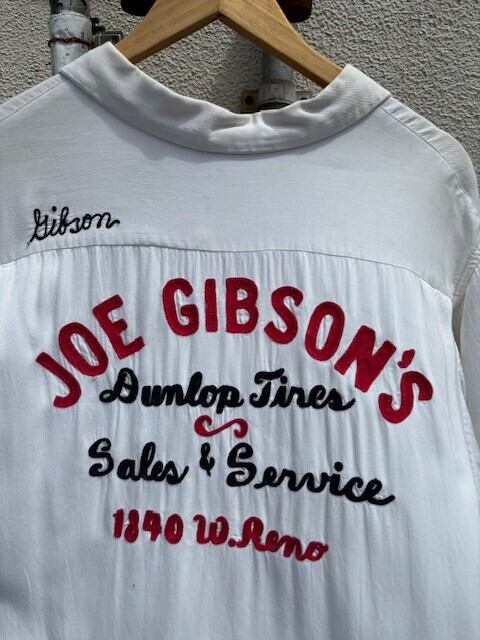 Gibson
JOE GIBSON'S
Dunlop Tires
Sales & Service
1840 W. Reno